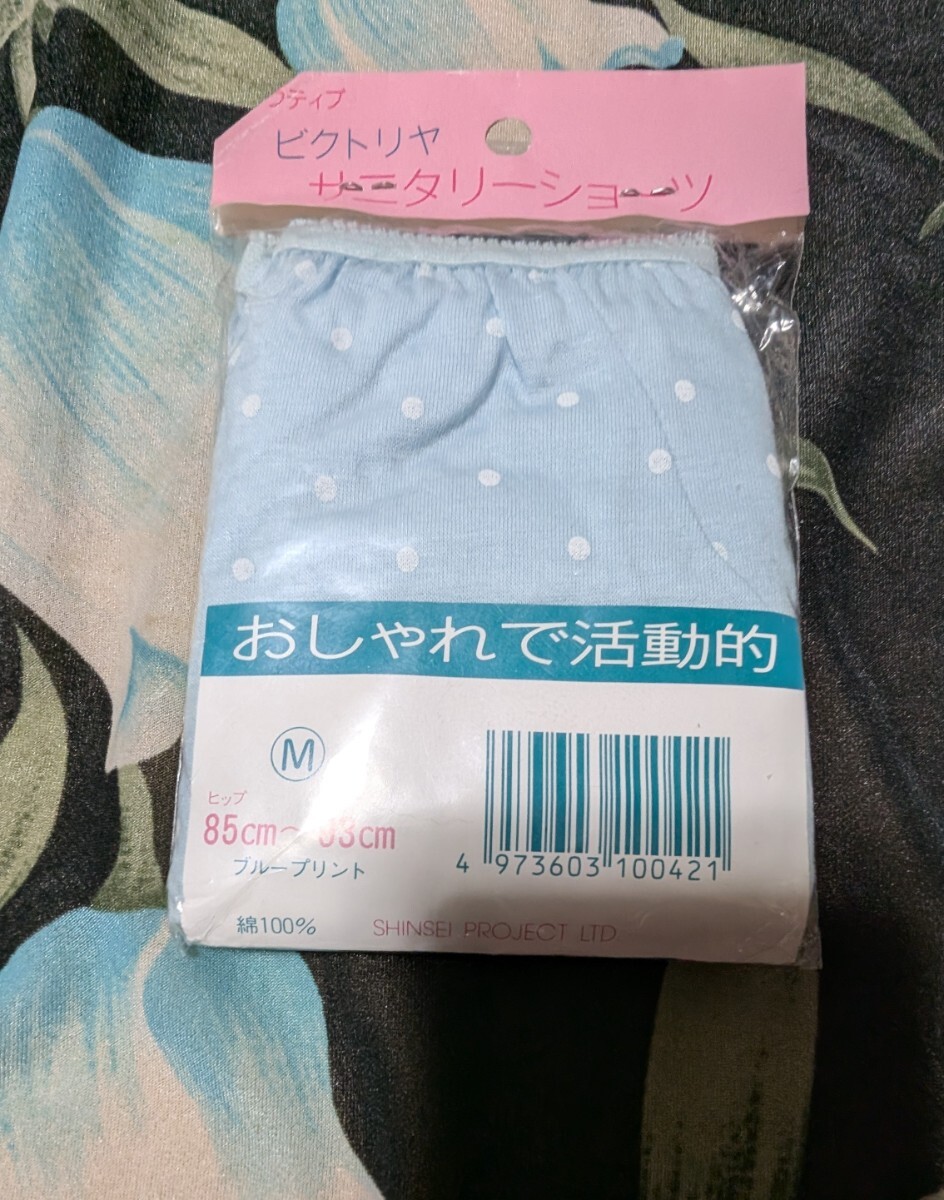 ティブ
ビクトリヤ
サニタリーショーツ
おしゃれで活動的
M
ヒップ
85cm～93cm
ブループリント
4 973603 100421
綿100%
SHINSEI PROJECT LTD